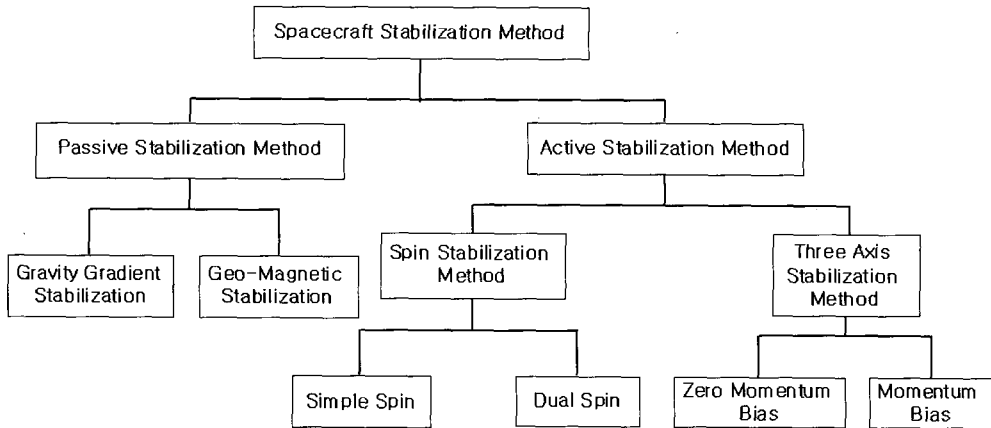 Spacecraft Stabilization Method
Passive Stabilization Method
Active Stabilization Method
Gravity Gradient
Stabilization
Geo-Magnetic
Stabilization
Spin Stabilization
Method
Three Axis
Stabilization
Method
Simple Spin
Dual Spin
Zero Momentum
Bias
Momentum
Bias